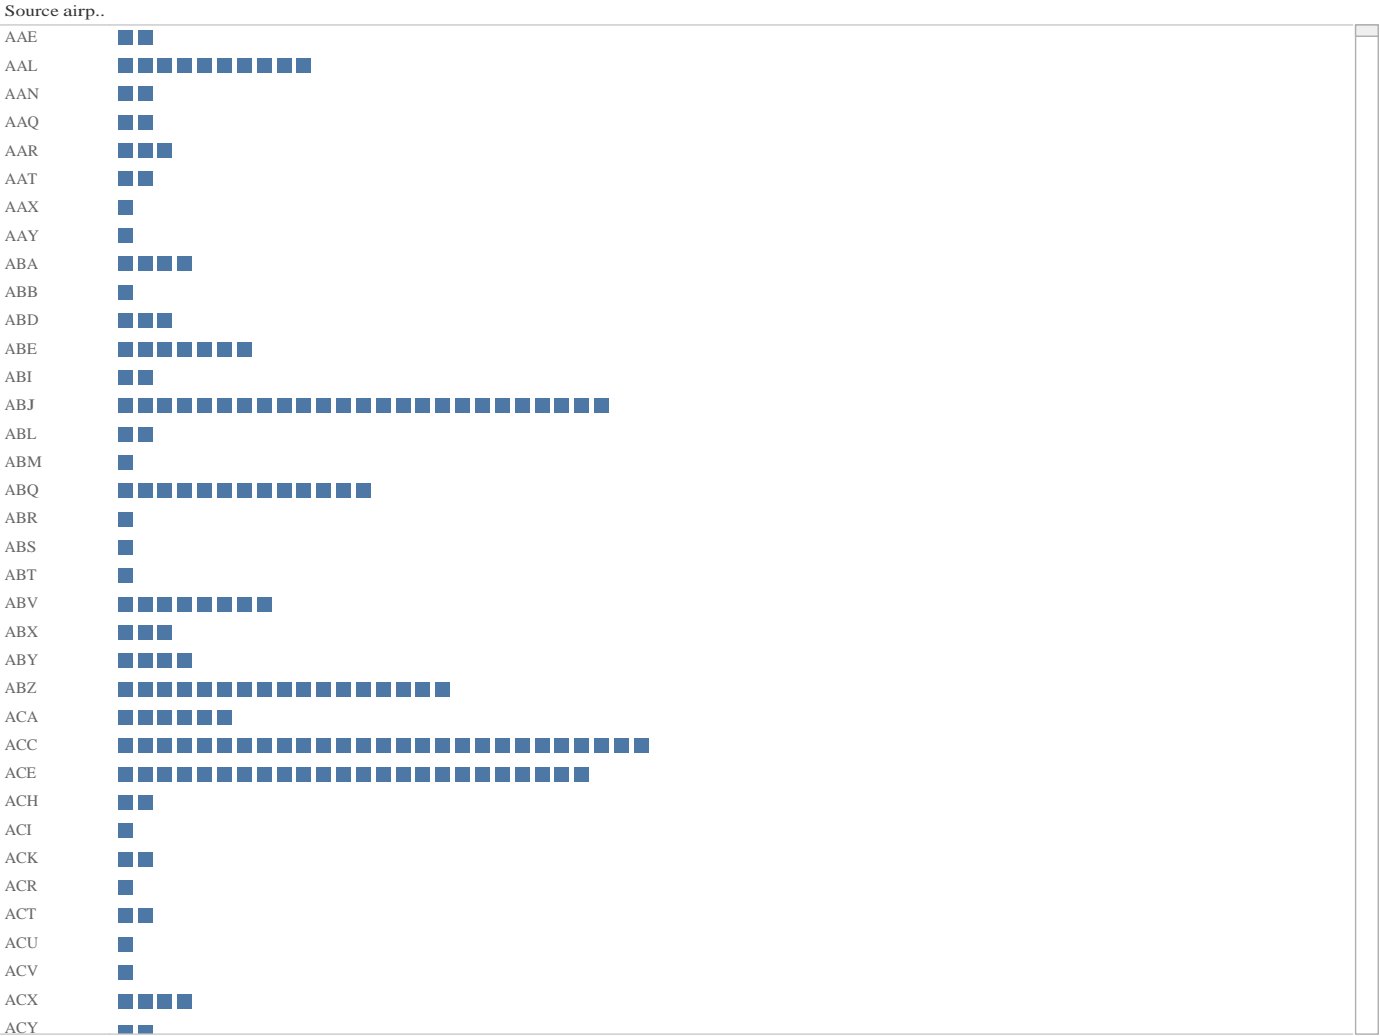 Source airp..
AAE
AAL
AAN
AAQ
AAR
AAT
AAX
AAY
ABA
ABB
ABD
ABE
ABI
ABJ
ABL
ABM
ABQ
ABR
ABS
ABT
ABV
ABX
ABY
ABZ
ACA
ACC
ACE
ACH
ACI
ACK
ACR
ACT
ACU
ACV
ACX
ACY